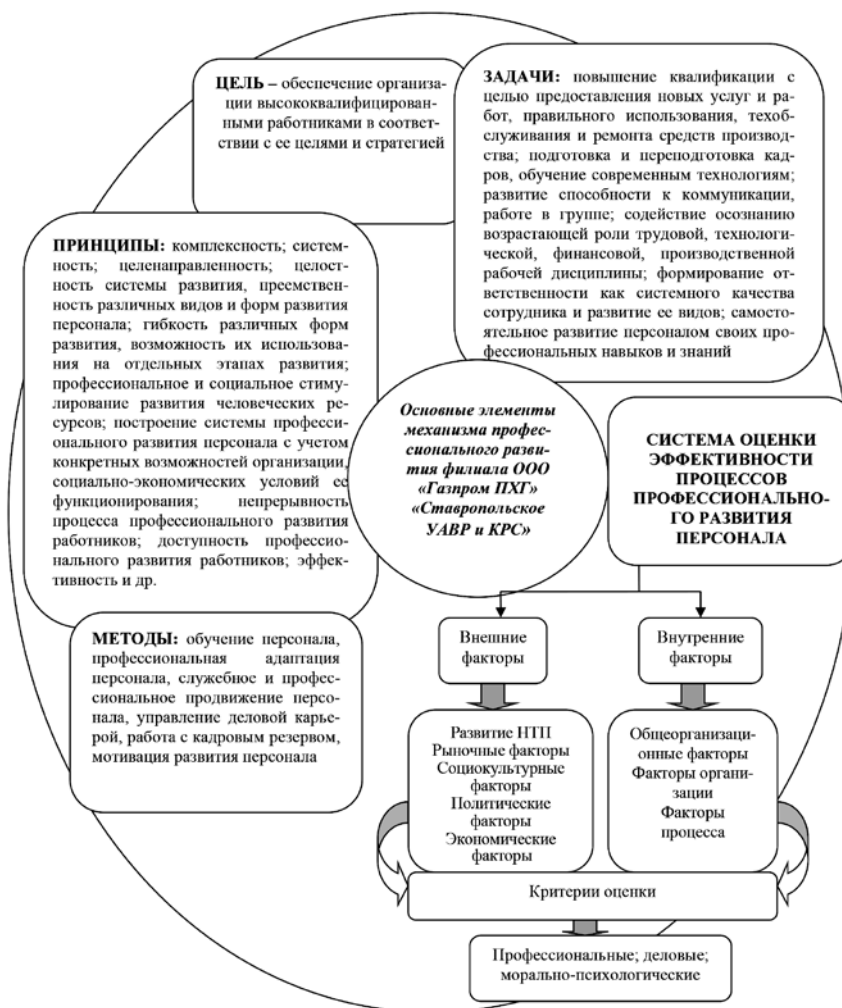 ЦЕЛЬ – обеспечение организа-
ции высококвалифицирован-
ными работниками в соответ-
ствии с ее целями и стратегией
ЗАДАЧИ: повышение квалификации с
целью предоставления новых услуг и ра-
бот, правильного использования, техоб-
служивания и ремонта средств производ-
ства; подготовка и переподготовка кад-
ров, обучение современным технологиям;
развитие способности к коммуникации,
работе в группе; содействие осознанию
возрастающей роли трудовой, технологи-
ческой, финансовой, производственной
рабочей дисциплины; формирование от-
ветственности как системного качества
сотрудника и развитие ее видов; самосто-
ятельное развитие персоналом своих про-
фессиональных навыков и знаний
ПРИНЦИПЫ: комплексность; систем-
ность; целенаправленность; целост-
ность системы развития, преемствен-
ность различных видов и форм развития
персонала; гибкость различных форм
развития, возможность их использова-
ния на отдельных этапах развития;
профессиональное и социальное стиму-
лирование развития человеческих ре-
сурсов; построение системы професси-
онального развития персонала с учетом
конкретных возможностей организации,
социально-экономических условий ее
функционирования; непрерывность
процесса профессионального развития
работников; доступность профессио-
нального развития работников; эффек-
тивность и др.
Основные элементы
механизма профес-
сионального разви-
тия филиала ООО
«Газпром ПХГ»
«Ставропольское
УАВР и КРС»
СИСТЕМА ОЦЕНКИ
ЭФФЕКТИВНОСТИ
ПРОЦЕССОВ
ПРОФЕССИОНАЛЬНО-
ГО РАЗВИТИЯ
ПЕРСОНАЛА
МЕТОДЫ: обучение персонала,
профессиональная адаптация
персонала, служебное и профес-
сиональное продвижение персо-
нала, управление деловой карье-
рой, работа с кадровым резервом,
мотивация развития персонала
Внешние
факторы
Внутренние
факторы
Развитие НТП
Рыночные факторы
Социокультурные
факторы
Политические
факторы
Экономические
факторы
Общеорганизаци-
онные факторы
Факторы органи-
зации
Факторы
процесса
Критерии оценки
Профессиональные; деловые;
морально-психологические